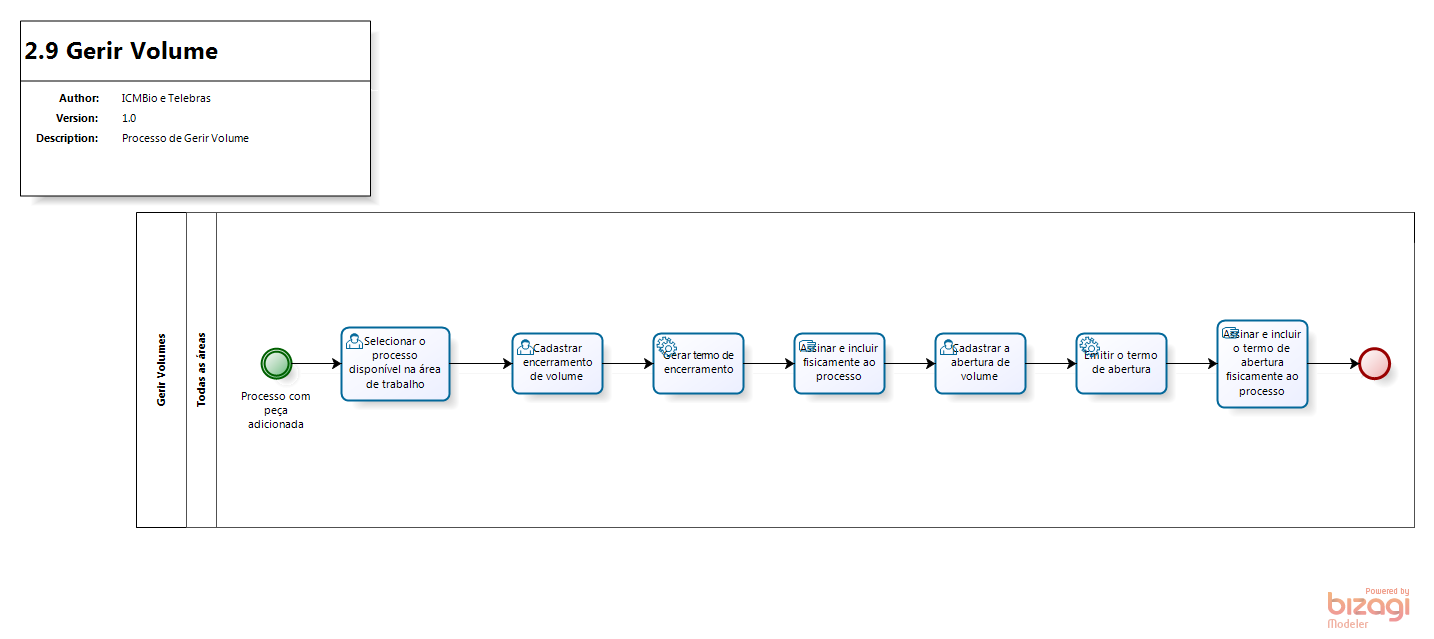 2.9 Gerir Volume
Author: ICMBio e Telebras
Version: 1.0
Description: Processo de Gerir Volume
Gerir Volumes
Todas as áreas
Processo com
peça
adicionada
Selecionar o
processo
disponível na área
de trabalho
Cadastrar
encerramento
de volume
Gerar temo de
encerramento
Assinar e incluir
fisicamente ao
processo
Cadastrar a
abertura de
volume
Emitir o termo
de abertura
Assinar e incluir
o termo de
abertura
fisicamente ao
processo
Powered by
bizagi
Modeler